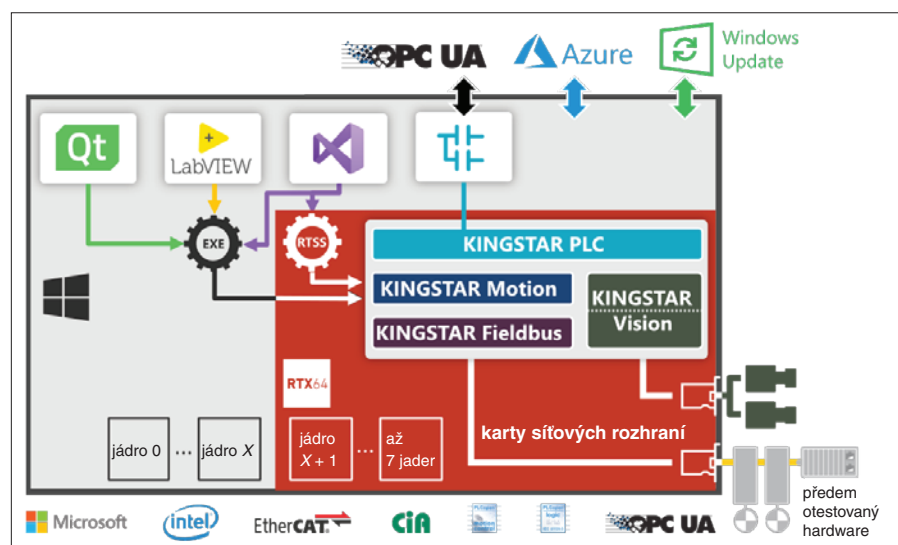 OPC UA
Azure
Windows
Update
Qt
LabVIEW
EXE
RTSS
KINGSTAR PLC
KINGSTAR Motion
KINGSTAR
Vision
KINGSTAR Fieldbus
RTX64
jádro 0
...
jádro X
jádro
X + 1
...
až
7 jader
karty síťových rozhraní
předem
otestovaný
hardware
Microsoft
intel
EtherCAT
CiA
OPC UA